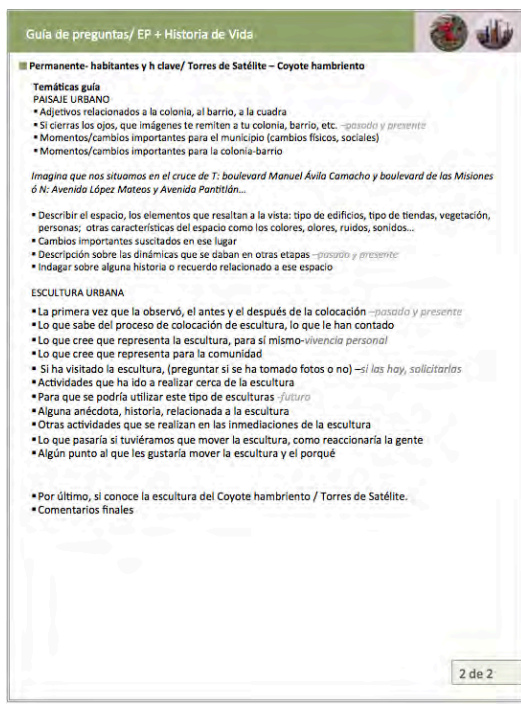 Guía de preguntas/ EP + Historia de Vida
Permanente- habitantes y h clave/ Torres de Satélite – Coyote hambriento
Temáticas guía
PAISAJE URBANO
▪ Adjetivos relacionados a la colonia, al barrio, a la cuadra
▪ Si cierras los ojos, que imágenes te remiten a tu colonia, barrio, etc. –pasado y presente
▪ Momentos/cambios importantes para el municipio (cambios físicos, sociales)
▪ Momentos/cambios importantes para la colonia-barrio
Imagina que nos situamos en el cruce de T: boulevard Manuel Ávila Camacho y boulevard de las Misiones
ó N: Avenida López Mateos y Avenida Pantitlán...
▪ Describir el espacio, los elementos que resaltan a la vista: tipo de edificios, tipo de tiendas, vegetación,
personas; otras características del espacio como los colores, olores, ruidos, sonidos...
▪ Cambios importantes suscitados en ese lugar
▪ Descripción sobre las dinámicas que se daban en otras etapas –pasado y presente
▪ Indagar sobre alguna historia o recuerdo relacionado a ese espacio
ESCULTURA URBANA
▪ La primera vez que la observó, el antes y el después de la colocación –pasado y presente
▪ Lo que sabe del proceso de colocación de escultura, lo que le han contado
▪ Lo que cree que representa la escultura, para sí mismo-vivencia personal
▪ Lo que cree que representa para la comunidad
▪ Si ha visitado la escultura, (preguntar si se ha tomado fotos o no) –si las hay, solicitarlas
▪ Actividades que ha ido a realizar cerca de la escultura
▪ Para que se podría utilizar este tipo de esculturas -futuro
▪ Alguna anécdota, historia, relacionada a la escultura
▪ Otras actividades que se realizan en las inmediaciones de la escultura
▪ Lo que pasaría si tuviéramos que mover la escultura, como reaccionaría la gente
▪ Algún punto al que les gustaría mover la escultura y el porqué
▪ Por último, si conoce la escultura del Coyote hambriento / Torres de Satélite.
▪ Comentarios finales
2 de 2